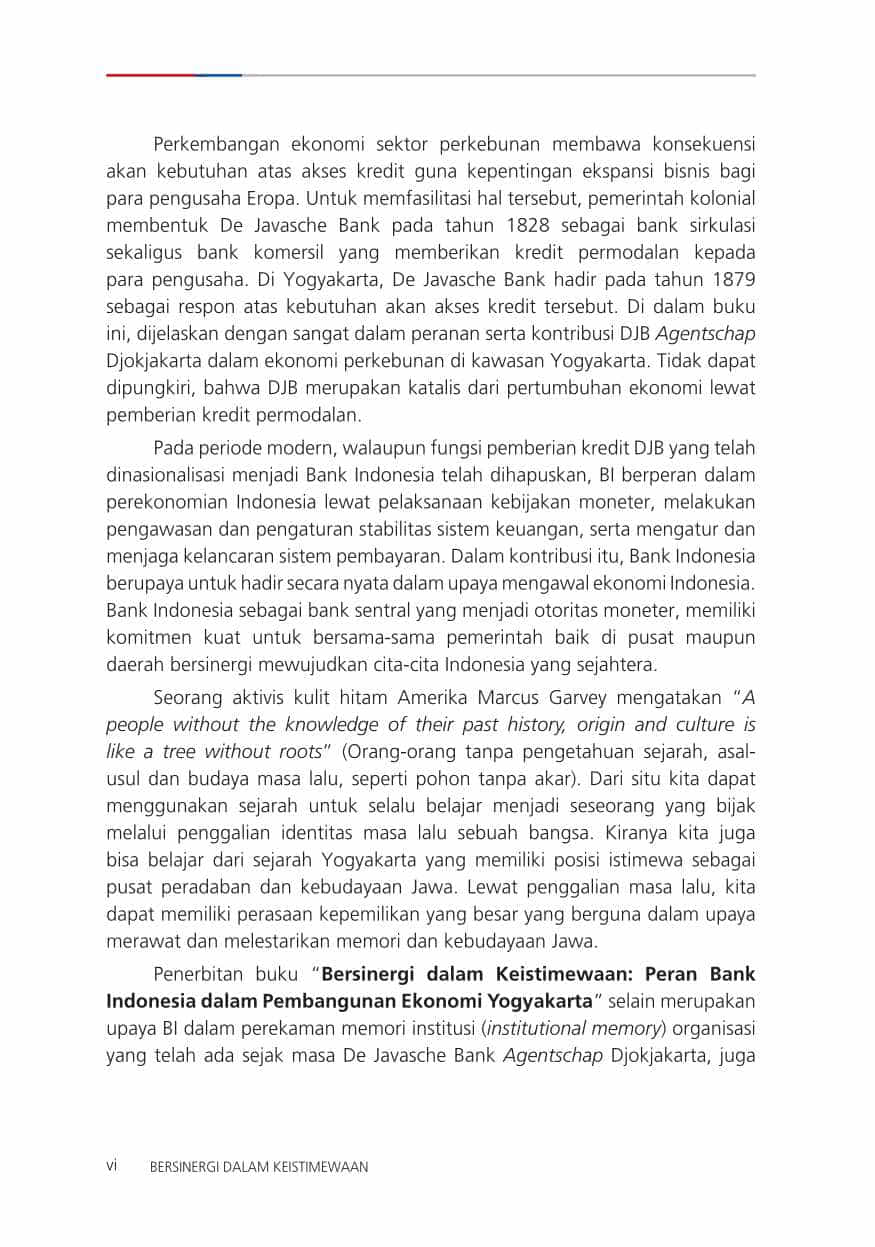 Perkembangan ekonomi sektor perkebunan membawa konsekuensi
akan kebutuhan atas akses kredit guna kepentingan ekspansi bisnis bagi
para pengusaha Eropa. Untuk memfasilitasi hal tersebut, pemerintah kolonial
membentuk De Javasche Bank pada tahun 1828 sebagai bank sirkulasi
sekaligus bank komersil yang memberikan kredit permodalan kepada
para pengusaha. Di Yogyakarta, De Javasche Bank hadir pada tahun 1879
sebagai respon atas kebutuhan akan akses kredit tersebut. Di dalam buku
ini, dijelaskan dengan sangat dalam peranan serta kontribusi DJB Agentschap
Djokjakarta dalam ekonomi perkebunan di kawasan Yogyakarta. Tidak dapat
dipungkiri, bahwa DJB merupakan katalis dari pertumbuhan ekonomi lewat
pemberian kredit permodalan.
Pada periode modern, walaupun fungsi pemberian kredit DJB yang telah
dinasionalisasi menjadi Bank Indonesia telah dihapuskan, BI berperan dalam
perekonomian Indonesia lewat pelaksanaan kebijakan moneter, melakukan
pengawasan dan pengaturan stabilitas sistem keuangan, serta mengatur dan
menjaga kelancaran sistem pembayaran. Dalam kontribusi itu, Bank Indonesia
berupaya untuk hadir secara nyata dalam upaya mengawal ekonomi Indonesia.
Bank Indonesia sebagai bank sentral yang menjadi otoritas moneter, memiliki
komitmen kuat untuk bersama-sama pemerintah baik di pusat maupun
daerah bersinergi mewujudkan cita-cita Indonesia yang sejahtera.
Seorang aktivis kulit hitam Amerika Marcus Garvey mengatakan “A
people without the knowledge of their past history, origin and culture is
like a tree without roots” (Orang-orang tanpa pengetahuan sejarah, asal-
usul dan budaya masa lalu, seperti pohon tanpa akar). Dari situ kita dapat
menggunakan sejarah untuk selalu belajar menjadi seseorang yang bijak
melalui penggalian identitas masa lalu sebuah bangsa. Kiranya kita juga
bisa belajar dari sejarah Yogyakarta yang memiliki posisi istimewa sebagai
pusat peradaban dan kebudayaan Jawa. Lewat penggalian masa lalu, kita
dapat memiliki perasaan kepemilikan yang besar yang berguna dalam upaya
merawat dan melestarikan memori dan kebudayaan Jawa.
Penerbitan buku “Bersinergi dalam Keistimewaan: Peran Bank
Indonesia dalam Pembangunan Ekonomi Yogyakarta” selain merupakan
upaya BI dalam perekaman memori institusi (institutional memory) organisasi
yang telah ada sejak masa De Javasche Bank Agentschap Djokjakarta, juga
vi BERSINERGI DALAM KEISTIMEWAAN